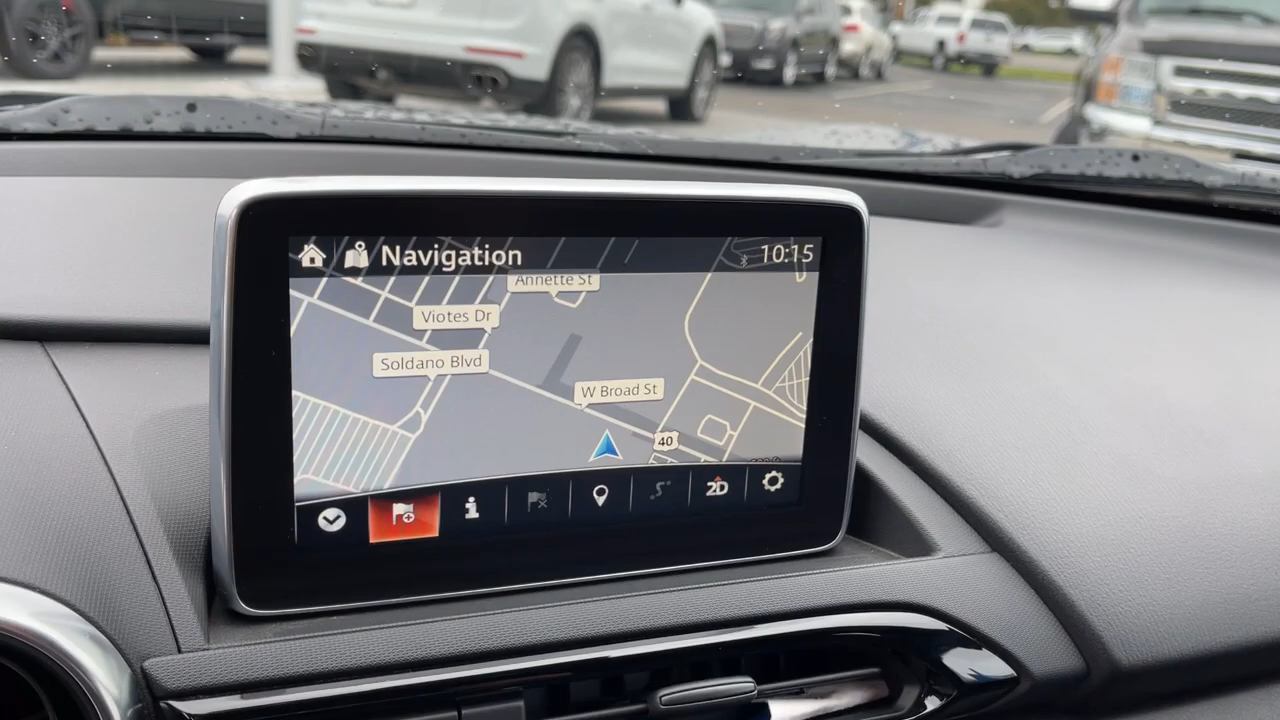 Navigation
10:15
Annette St
Viotes Dr
Soldano Blvd
W Broad St
40
2D